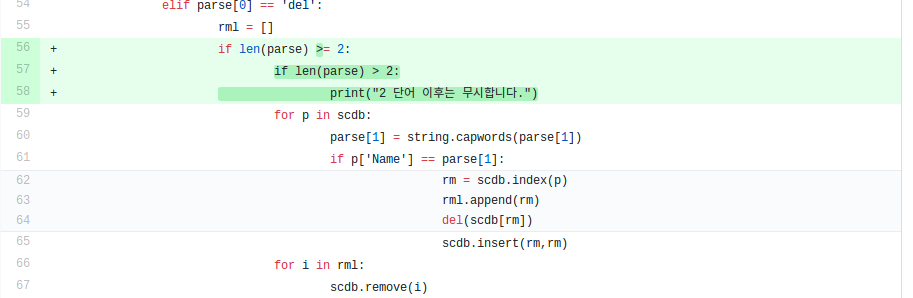 54 elif parse[0] == 'del':
55 rml = []
56 + if len(parse) >= 2:
57 + if len(parse) > 2:
58 + print("2 단어 이후는 무시합니다.")
59 for p in scdb:
60 parse[1] = string.capwords(parse[1])
61 if p['Name'] == parse[1]:
62 rm = scdb.index(p)
63 rml.append(rm)
64 del(scdb[rm])
65 scdb.insert(rm,rm)
66 for i in rml:
67 scdb.remove(i)